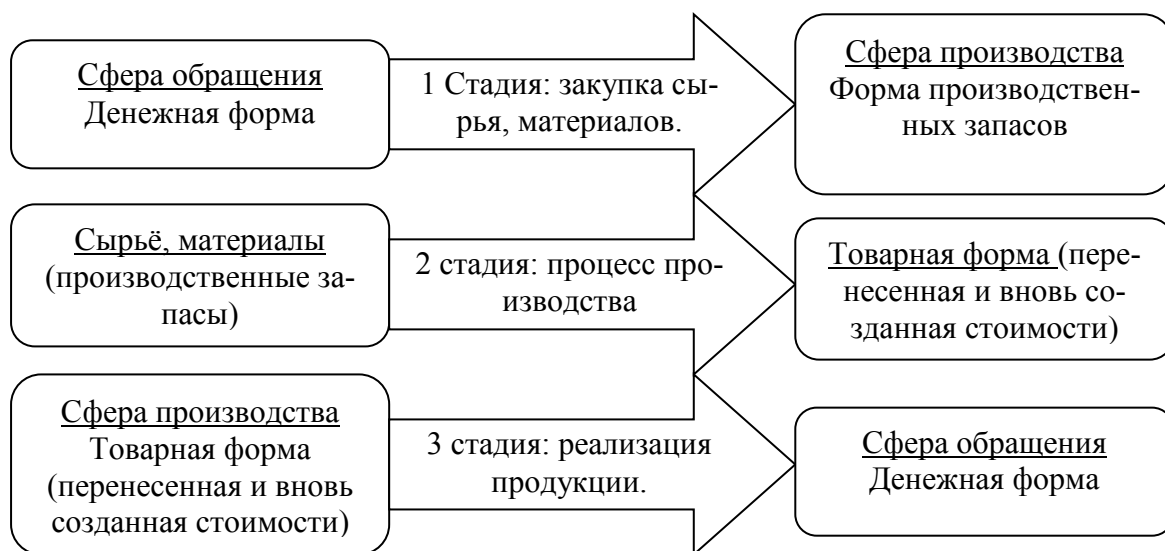 Сфера обращения
Денежная форма
1 Стадия: закупка сы-
рья, материалов.
Сфера производства
Форма производствен-
ных запасов
Сырьё, материалы
(производственные за-
пасы)
2 стадия: процесс про-
изводства
Товарная форма (пере-
несенная и вновь со-
зданная стоимости)
Сфера производства
Товарная форма
(перенесенная и вновь
созданная стоимости)
3 стадия: реализация
продукции.
Сфера обращения
Денежная форма